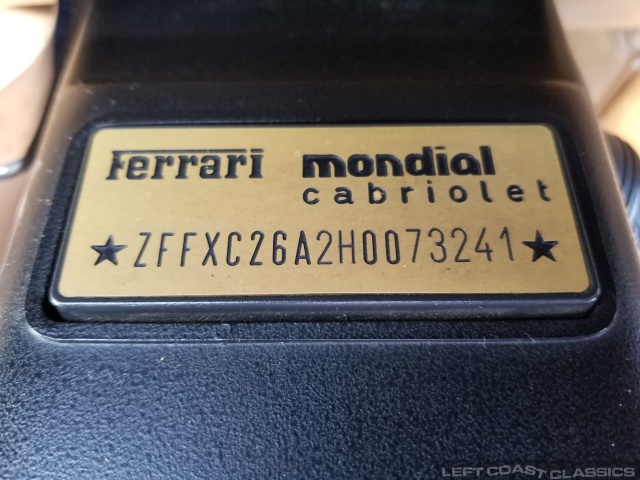 Ferrari mondial
cabriolet
★ZFFXC26A2H0073241★
LEFT COAST CLASSICS